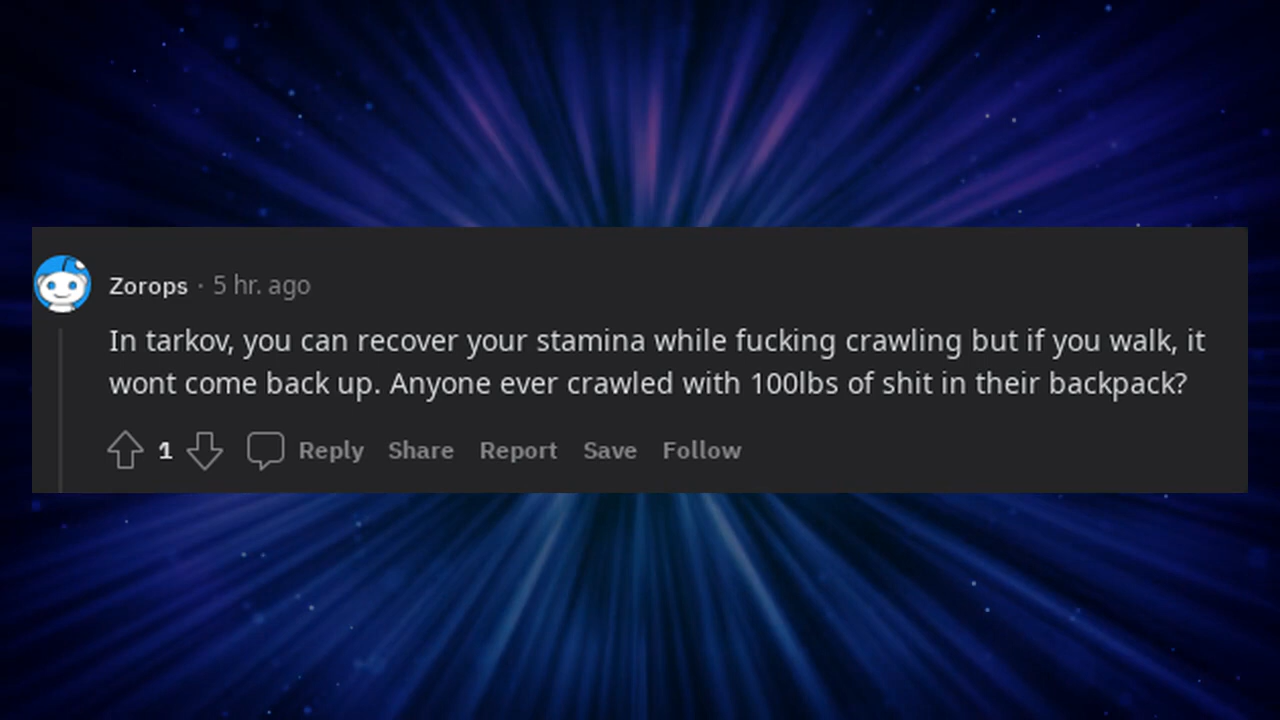 Zorops · 5 hr. ago
In tarkov, you can recover your stamina while fucking crawling but if you walk, it
wont come back up. Anyone ever crawled with 100lbs of shit in their backpack?
1 Reply Share Report Save Follow